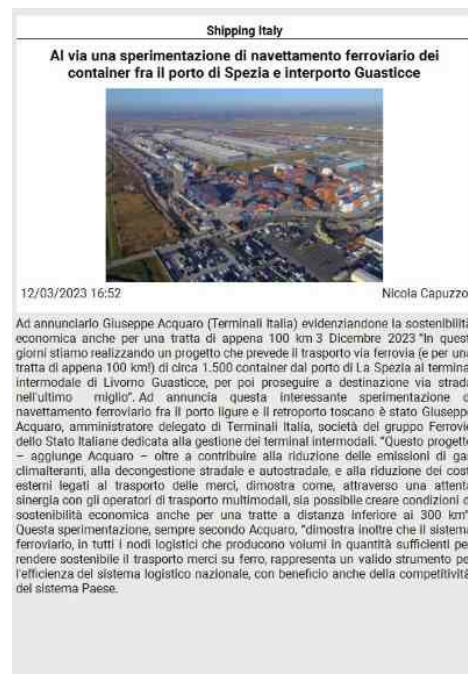 Shipping Italy
Al via una sperimentazione di navettamento ferroviario dei
container fra il porto di Spezia e interporto Guasticce
12/03/2023 16:52
Nicola Capuzzo
Ad annunciarlo Giuseppe Acquaro (Terminali Italia) evidenziandone la sostenibilità
economica anche per una tratta di appena 100 km 3 Dicembre 2023 "In quest
giorni stiamo realizzando un progetto che prevede il trasporto via ferrovia (e per una
tratta di appena 100 km!) di circa 1.500 container dal porto di La Spezia al termina
intermodale di Livorno Guasticce, per poi proseguire a destinazione via strada
nell'ultimo miglio". Ad annuncia questa interessante sperimentazione d
navettamento ferroviario fra il porto ligure e il retroporto toscano è stato Giuseppe
Acquaro, amministratore delegato di Terminali Italia, società del gruppo Ferrovie
dello Stato Italiane dedicata alla gestione dei terminal intermodali. "Questo progetto
– aggiunge Acquaro – oltre a contribuire alla riduzione delle emissioni di gas
climalteranti, alla decongestione stradale e autostradale, e alla riduzione dei cost
esterni legati al trasporto delle merci, dimostra come, attraverso una attenta
sinergia con gli operatori di trasporto multimodali, sia possibile creare condizioni d
sostenibilità economica anche per una tratte a distanza inferiore ai 300 km"
Questa sperimentazione, sempre secondo Acquaro, "dimostra inoltre che il sistema
ferroviario, in tutti i nodi logistici che producono volumi in quantità sufficienti pe
rendere sostenibile il trasporto merci su ferro, rappresenta un valido strumento pe
l'efficienza del sistema logistico nazionale, con beneficio anche della competitività
del sistema Paese.